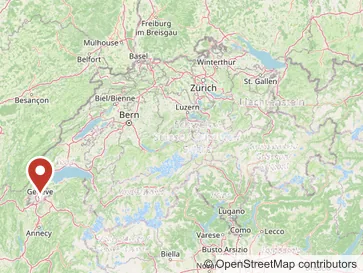 Freiburg
im Breisgau
Mulhouse
Winterthur
Belfort
Basel
Zürich
St. Gallen
Besançon
Biel/Bienne
Luzern
Liechtenstein
Bern
Genève
Annecy
Lugano
Varese
Como
Lecco
Biella
Busto Arsizio
© OpenStreetMap contributors